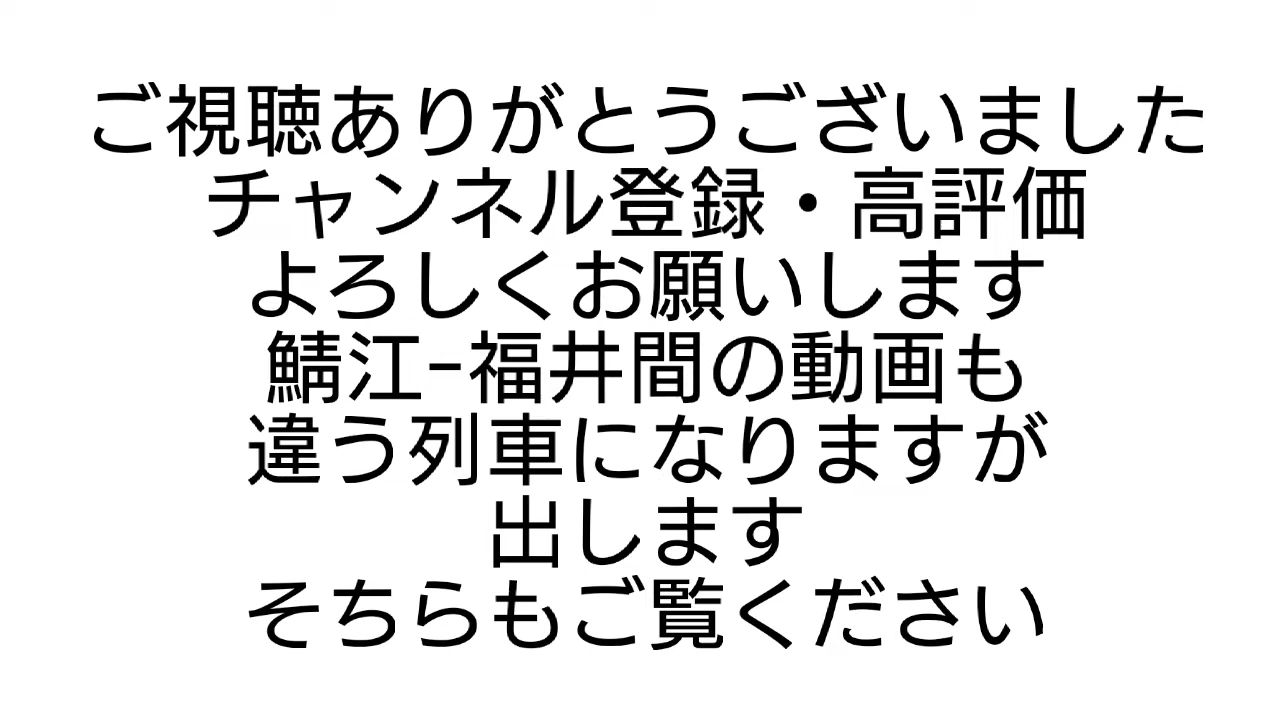 ご視聴ありがとうございました
チャンネル登録・高評価
よろしくお願いします
鯖江-福井間の動画も
違う列車になりますが
出します
そちらもご覧ください